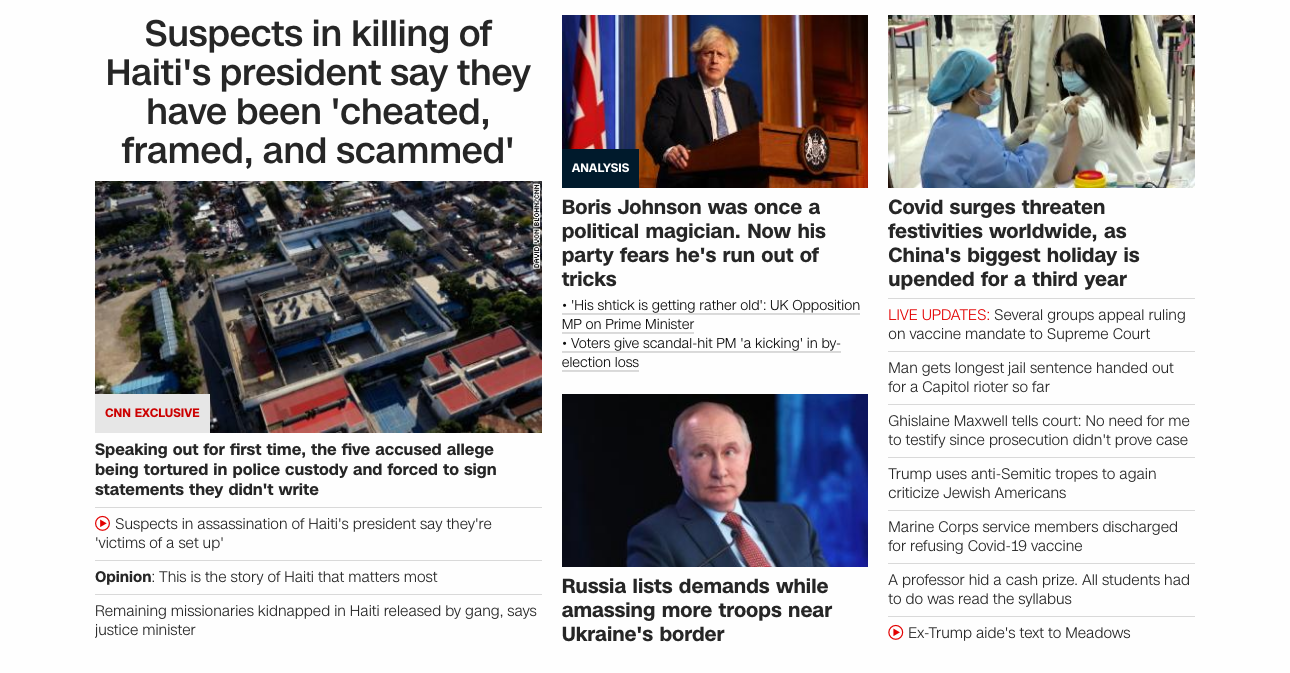 Suspects in killing of
Haiti's president say they
have been 'cheated,
framed, and scammed'
DAVID VON BLOHN/CNN
CNN EXCLUSIVE
Speaking out for first time, the five accused allege
being tortured in police custody and forced to sign
statements they didn't write
Suspects in assassination of Haiti's president say they're
'victims of a set up'
Opinion: This is the story of Haiti that matters most
Remaining missionaries kidnapped in Haiti released by gang, says
justice minister
ANALYSIS
Boris Johnson was once a
political magician. Now his
party fears he's run out of
tricks
• 'His shtick is getting rather old': UK Opposition
MP on Prime Minister
• Voters give scandal-hit PM 'a kicking' in by-
election loss
Russia lists demands while
amassing more troops near
Ukraine's border
Covid surges threaten
festivities worldwide, as
China's biggest holiday is
upended for a third year
LIVE UPDATES: Several groups appeal ruling
on vaccine mandate to Supreme Court
Man gets longest jail sentence handed out
for a Capitol rioter so far
Ghislaine Maxwell tells court: No need for me
to testify since prosecution didn't prove case
Trump uses anti-Semitic tropes to again
criticize Jewish Americans
Marine Corps service members discharged
for refusing Covid-19 vaccine
A professor hid a cash prize. All students had
to do was read the syllabus
Ex-Trump aide's text to Meadows